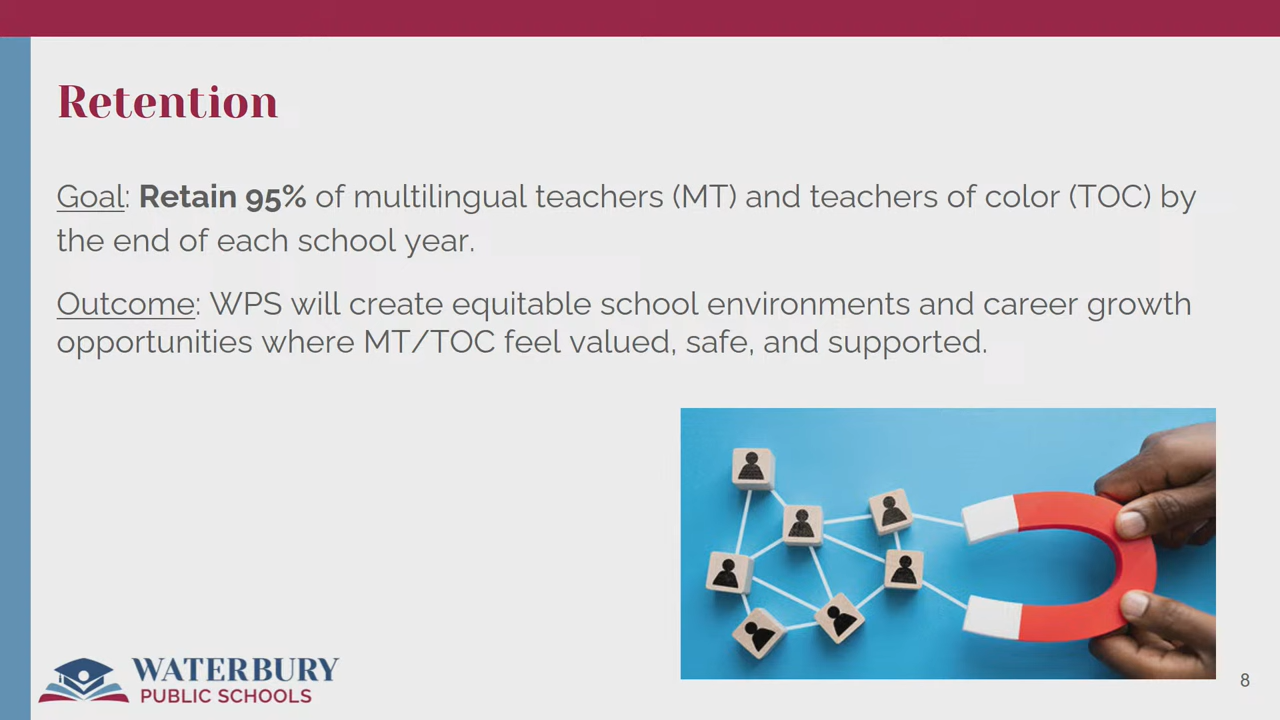 Retention
Goal: Retain 95% of multilingual teachers (MT) and teachers of color (TOC) by
the end of each school year.
Outcome: WPS will create equitable school environments and career growth
opportunities where MT/TOC feel valued, safe, and supported.
WATERBURY
PUBLIC SCHOOLS
8